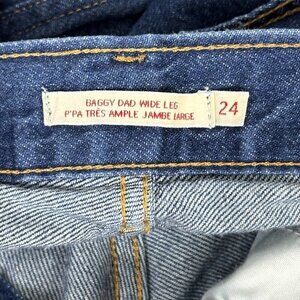 BAGGY DAD WIDE LEG
P'PA TRÈS AMPLE JAMBE LARGE
24